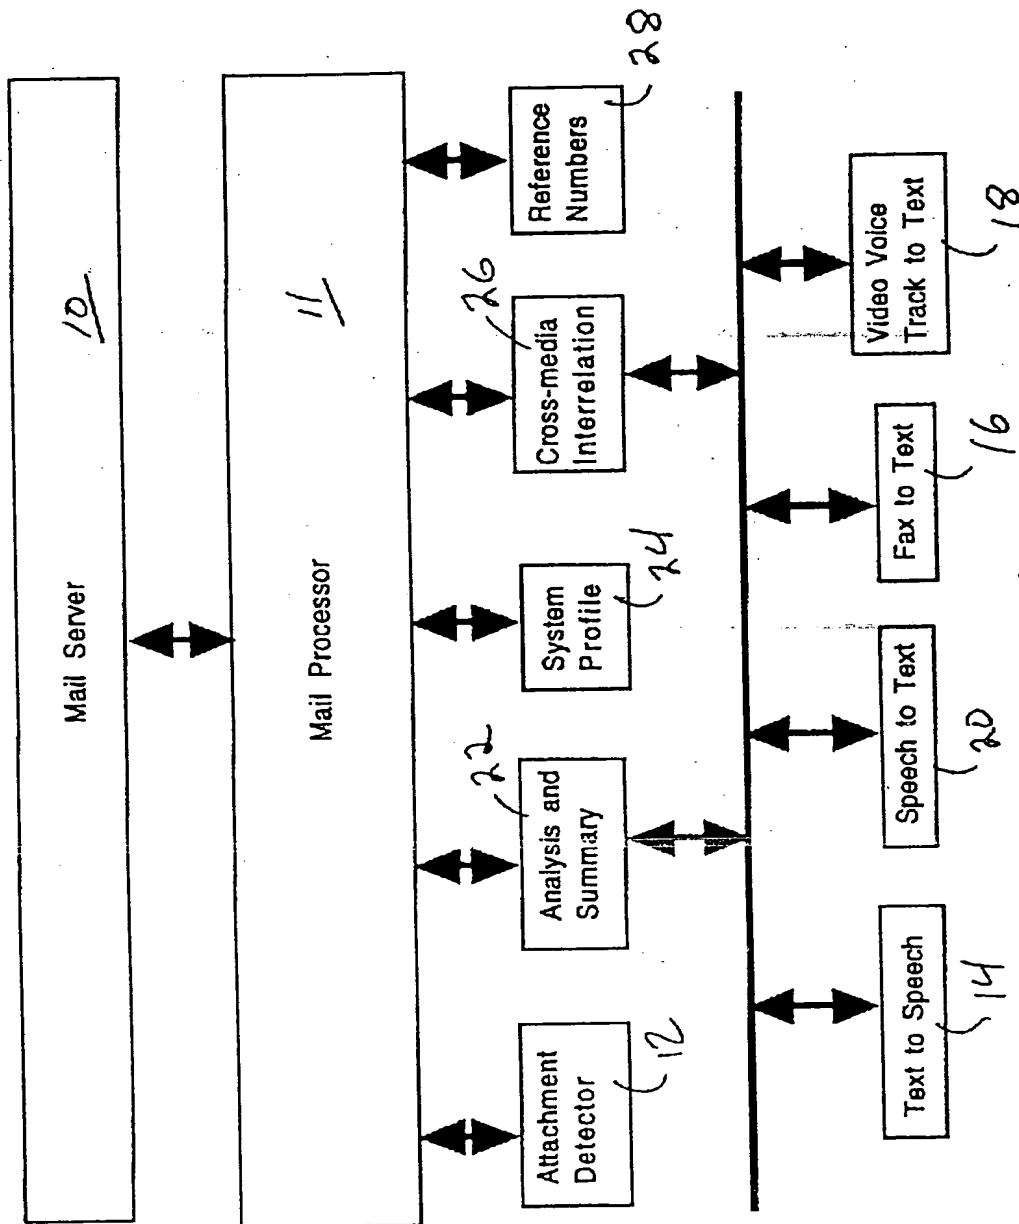 Mail Server
10
Mail Processor
11
Attachment
Detector
12
Analysis and
Summary
22
System
Profile
24
Cross-media
Interrelation
26
Reference
Numbers
28
Text to Speech
14
Speech to Text
20
Fax to Text
16
Video Voice
Track to Text
18